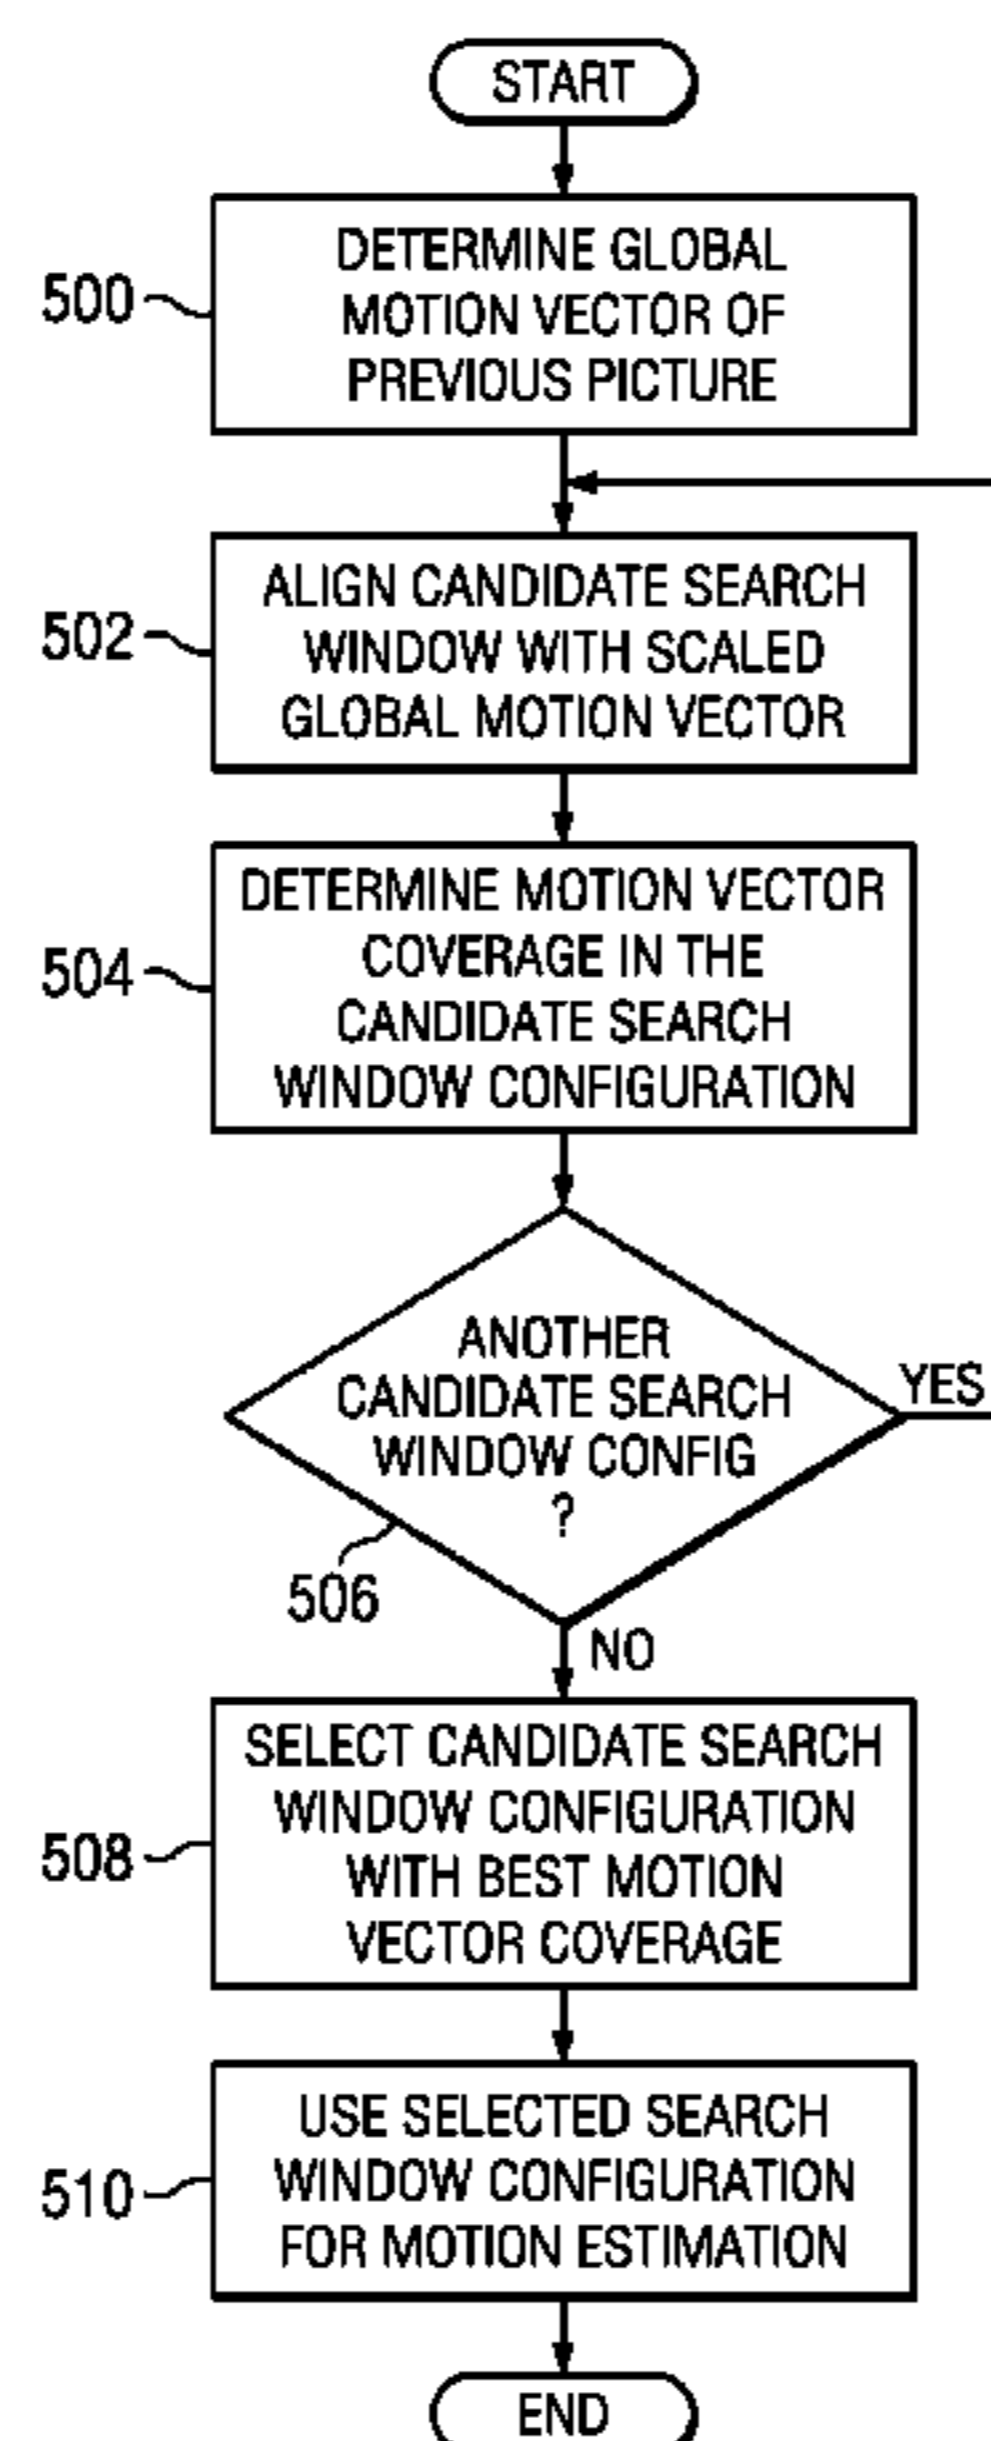 START
500
DETERMINE GLOBAL
MOTION VECTOR OF
PREVIOUS PICTURE
502
ALIGN CANDIDATE SEARCH
WINDOW WITH SCALED
GLOBAL MOTION VECTOR
504
DETERMINE MOTION VECTOR
COVERAGE IN THE
CANDIDATE SEARCH
WINDOW CONFIGURATION
ANOTHER
CANDIDATE SEARCH
WINDOW CONFIG
?
YES
506
NO
508
SELECT CANDIDATE SEARCH
WINDOW CONFIGURATION
WITH BEST MOTION
VECTOR COVERAGE
510
USE SELECTED SEARCH
WINDOW CONFIGURATION
FOR MOTION ESTIMATION
END